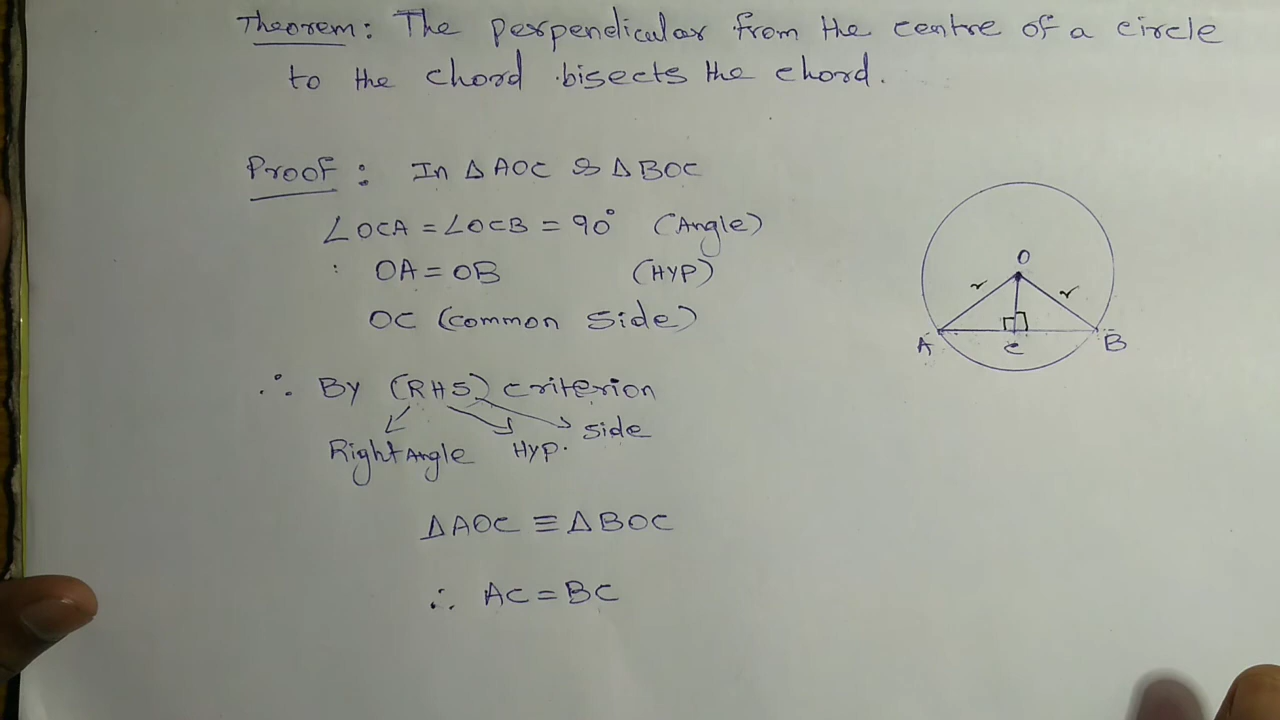 Theorem: The perpendicular from the centre of a circle
to the chord bisects the chord.
Proof: In ΔAOC & ΔBOC
∠OCA = ∠OCB = 90° (Angle)
: OA = OB (HYP)
OC (common side)
∴ By (RHS) criterion
Right Angle Hyp. side
ΔAOC ≡ ΔBOC
∴ AC = BC
O
r r
A C B